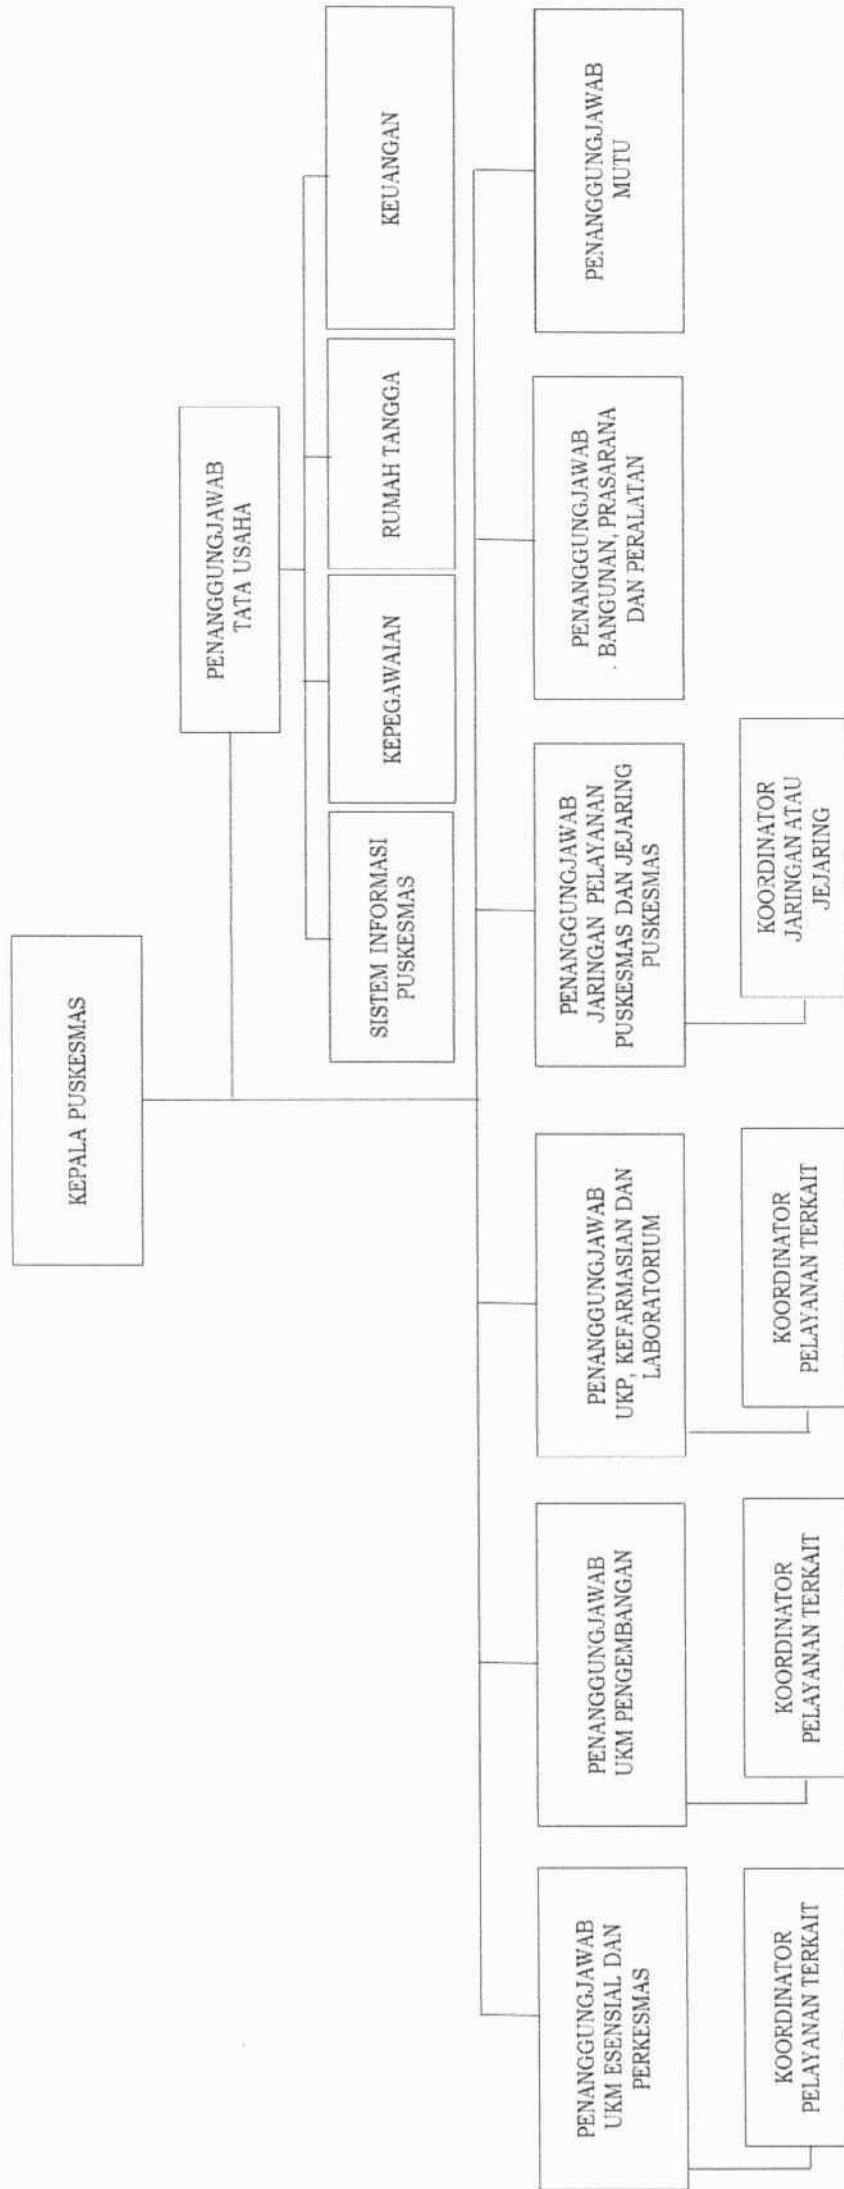 KEPALA PUSKESMAS
PENANGGUNGJAWAB
TATA USAHA
SISTEM INFORMASI
PUSKESMAS
KEPEGAWAIAN
RUMAH TANGGA
KEUANGAN
PENANGGUNGJAWAB
UKM ESENSIAL DAN
PERKESMAS
PENANGGUNGJAWAB
UKM PENGEMBANGAN
PENANGGUNGJAWAB
UKP, KEFARMASIAN DAN
LABORATORIUM
PENANGGUNGJAWAB
JARINGAN PELAYANAN
PUSKESMAS DAN JEJARING
PUSKESMAS
PENANGGUNGJAWAB
BANGUNAN, PRASARANA
DAN PERALATAN
PENANGGUNGJAWAB
MUTU
KOORDINATOR
PELAYANAN TERKAIT
KOORDINATOR
PELAYANAN TERKAIT
KOORDINATOR
PELAYANAN TERKAIT
KOORDINATOR
JARINGAN ATAU
JEJARING